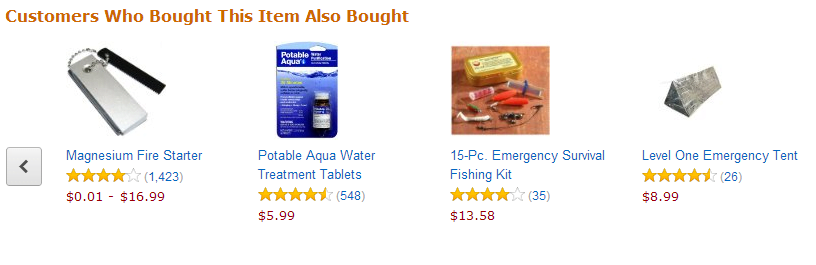 Customers Who Bought This Item Also Bought
Potable
Aqua
Magnesium Fire Starter
(1,423)
$0.01 - $16.99
Potable Aqua Water
Treatment Tablets
(548)
$5.99
15-Pc. Emergency Survival
Fishing Kit
(35)
$13.58
Level One Emergency Tent
(26)
$8.99